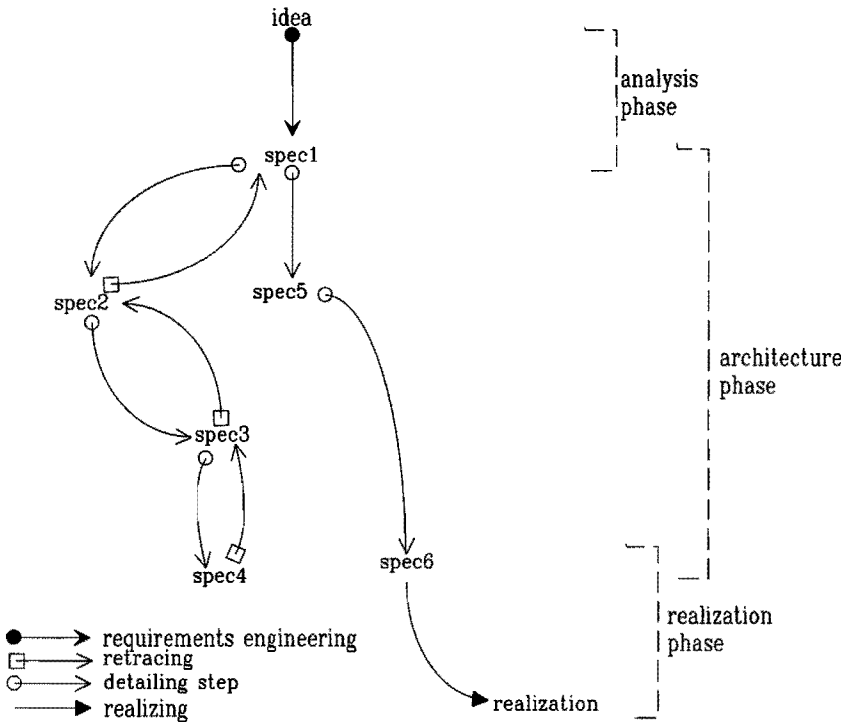 idea
analysis
phase
spec1
spec2
spec5
architecture
phase
spec3
spec4
spec6
realization
phase
requirements engineering
retracing
detailing step
realizing
realization